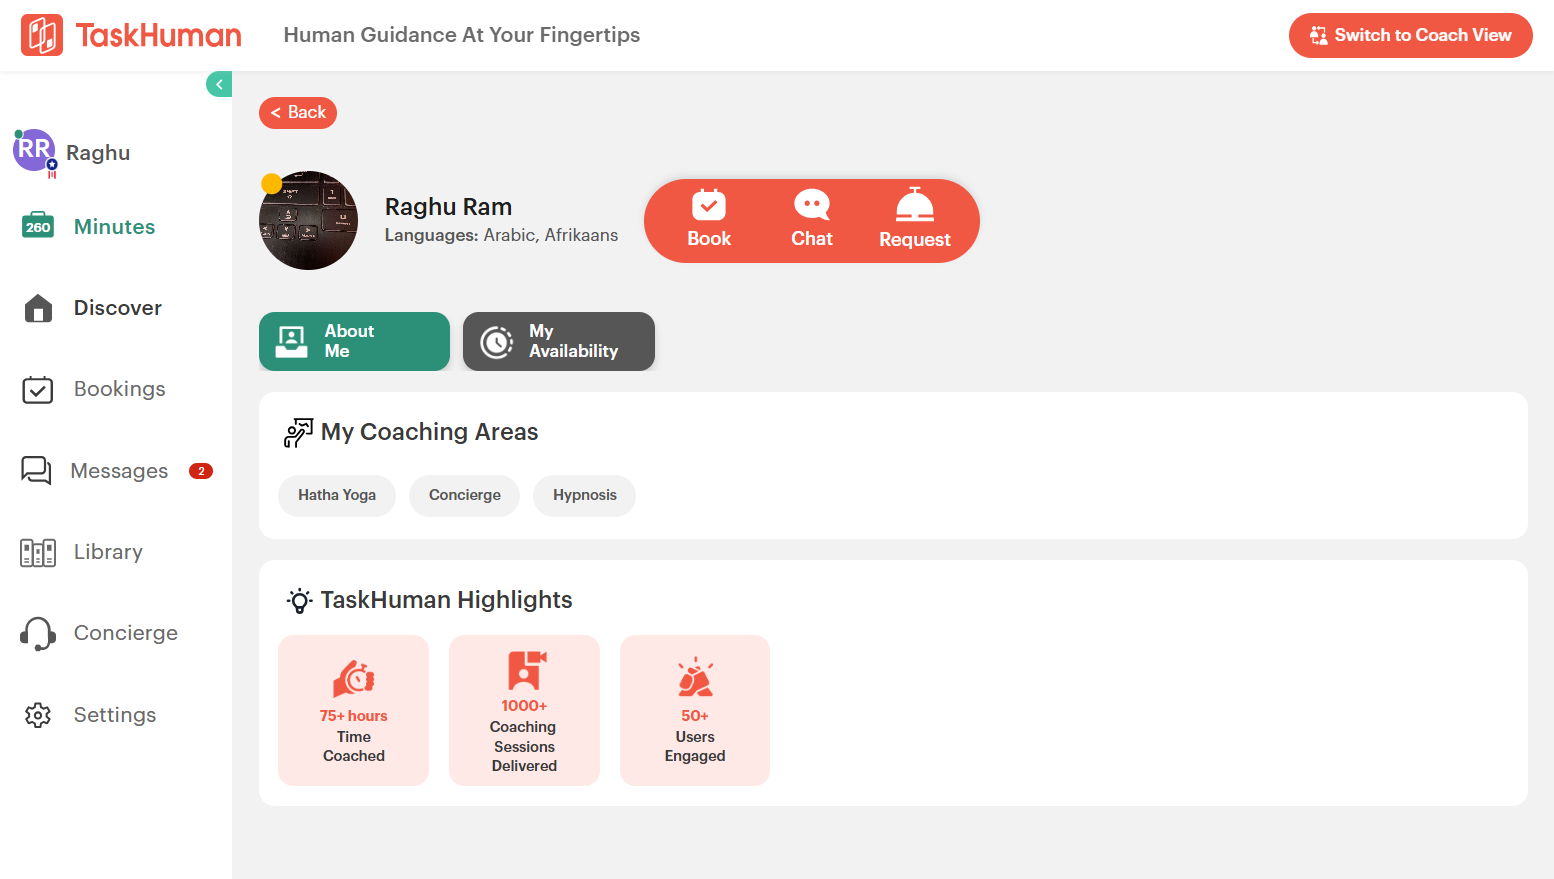 TaskHuman
Human Guidance At Your Fingertips
Switch to Coach View
RR
Raghu
260
Minutes
Discover
Bookings
Messages
2
Library
Concierge
Settings
< Back
Raghu Ram
Languages: Arabic, Afrikaans
Book
Chat
Request
About
Me
My
Availability
My Coaching Areas
Hatha Yoga
Concierge
Hypnosis
TaskHuman Highlights
75+ hours
Time
Coached
1000+
Coaching
Sessions
Delivered
50+
Users
Engaged